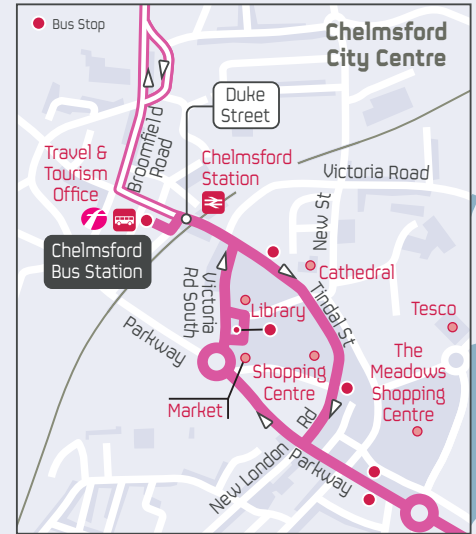 Bus Stop
Chelmsford
City Centre
Duke
Street
Broomfield
Road
Travel &
Tourism
Office
Chelmsford
Station
Victoria Road
Chelmsford
Bus Station
New St
Cathedral
Victoria
Rd South
Tindal St
Library
Parkway
Tesco
Shopping
Centre
The
Meadows
Shopping
Centre
Market
New London Rd
Parkway